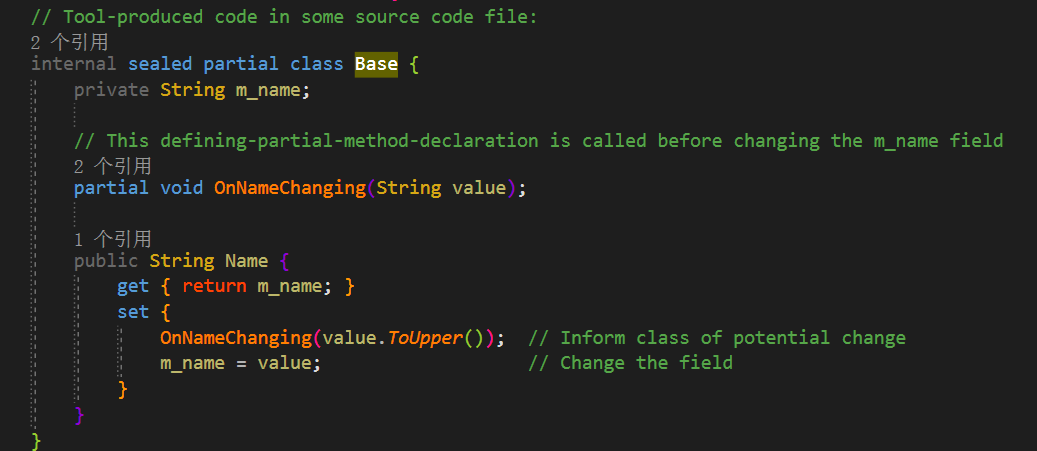 // Tool-produced code in some source code file:
2 个引用
internal sealed partial class Base {
private String m_name;
// This defining-partial-method-declaration is called before changing the m_name field
2 个引用
partial void OnNameChanging(String value);
1 个引用
public String Name {
get { return m_name; }
set {
OnNameChanging(value.ToUpper()); // Inform class of potential change
m_name = value; // Change the field
}
}
}